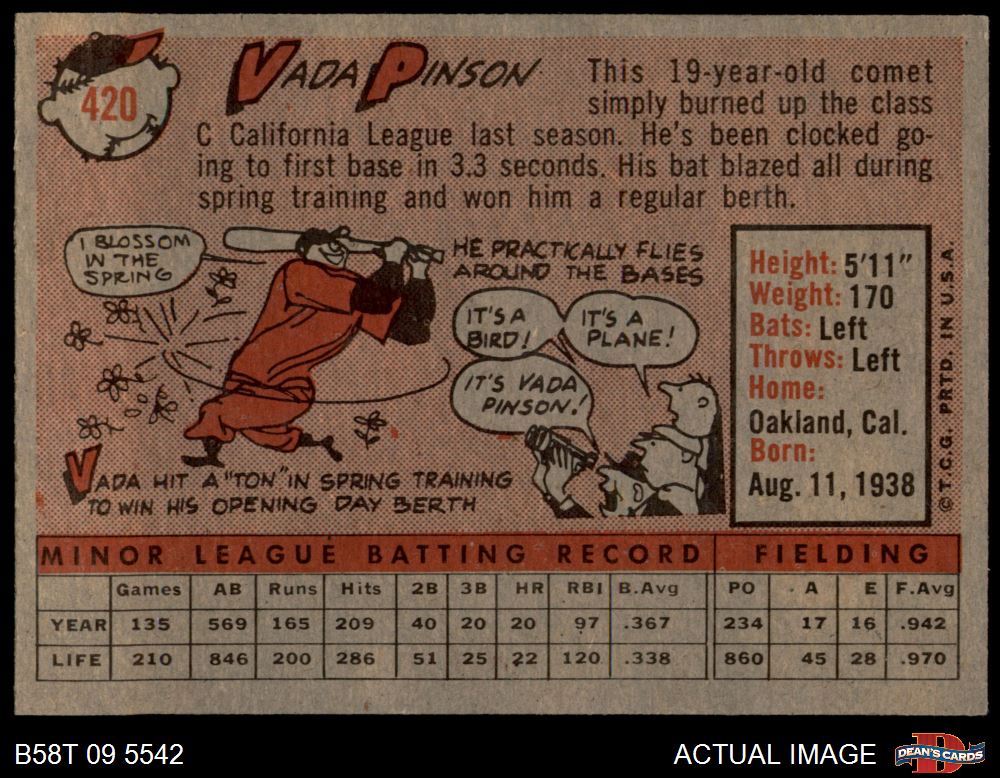 420
VADA PINSON
This 19-year-old comet
simply burned up the class
C California League last season. He's been clocked go-
ing to first base in 3.3 seconds. His bat blazed all during
spring training and won him a regular berth.
I BLOSSOM
IN THE
SPRING
HE PRACTICALLY FLIES
AROUND THE BASES
IT'S A
BIRD!
IT'S A
PLANE!
IT'S VADA
PINSON!
VADA HIT A "TON" IN SPRING TRAINING
TO WIN HIS OPENING DAY BERTH
Height: 5'11"
Weight: 170
Bats: Left
Throws: Left
Home:
Oakland, Cal.
Born:
Aug. 11, 1938
© T.C.G. PRTD. IN U.S.A.
MINOR LEAGUE BATTING RECORD FIELDING
Games AB Runs Hits 2B 3B HR RBI B.Avg PO A E F.Avg
YEAR 135 569 165 209 40 20 20 97 .367 234 17 16 .942
LIFE 210 846 200 286 51 25 22 120 .338 860 45 28 .970
B58T 09 5542
ACTUAL IMAGE
DEAN'S CARDS